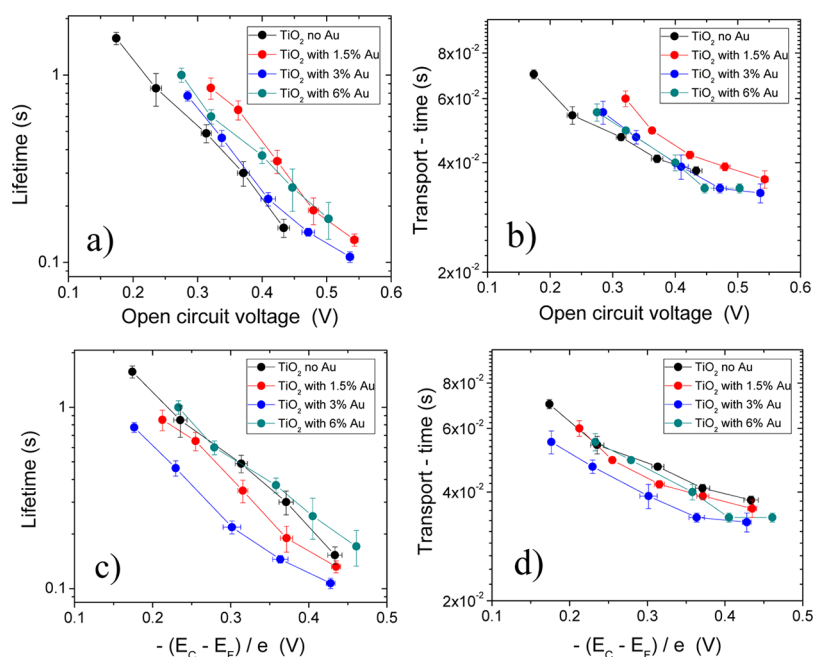 TiO2 no Au
TiO2 with 1.5% Au
TiO2 with 3% Au
TiO2 with 6% Au
1
0.1
Lifetime (s)
a)
0.1 0.2 0.3 0.4 0.5 0.6
Open circuit voltage (V)
TiO2 no Au
TiO2 with 1.5% Au
TiO2 with 3% Au
TiO2 with 6% Au
8x10-2
6x10-2
4x10-2
2x10-2
Transport - time (s)
b)
0.1 0.2 0.3 0.4 0.5 0.6
Open circuit voltage (V)
TiO2 no Au
TiO2 with 1.5% Au
TiO2 with 3% Au
TiO2 with 6% Au
1
0.1
Lifetime (s)
c)
0.1 0.2 0.3 0.4 0.5
- (EC - EF) / e (V)
TiO2 no Au
TiO2 with 1.5% Au
TiO2 with 3% Au
TiO2 with 6% Au
8x10-2
6x10-2
4x10-2
2x10-2
Transport - time (s)
d)
0.1 0.2 0.3 0.4 0.5
- (EC - EF) / e (V)